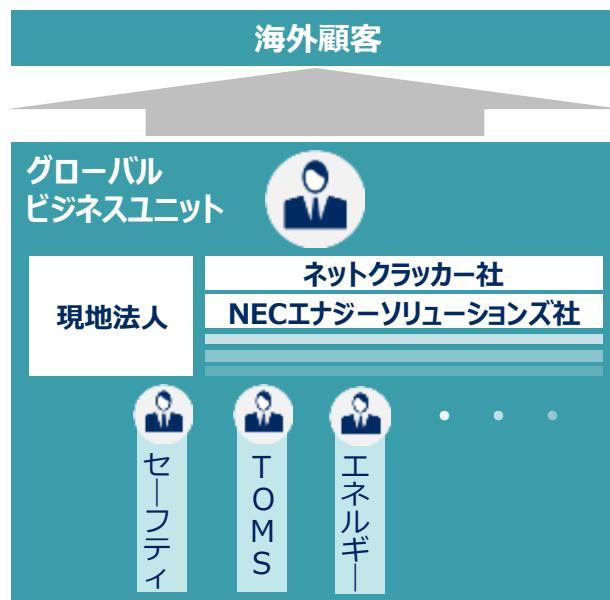 海外顧客
グローバル
ビジネスユニット
現地法人
ネットクラッカー社
NECエナジーソリューションズ社
セーフティ
TOMS
エネルギー